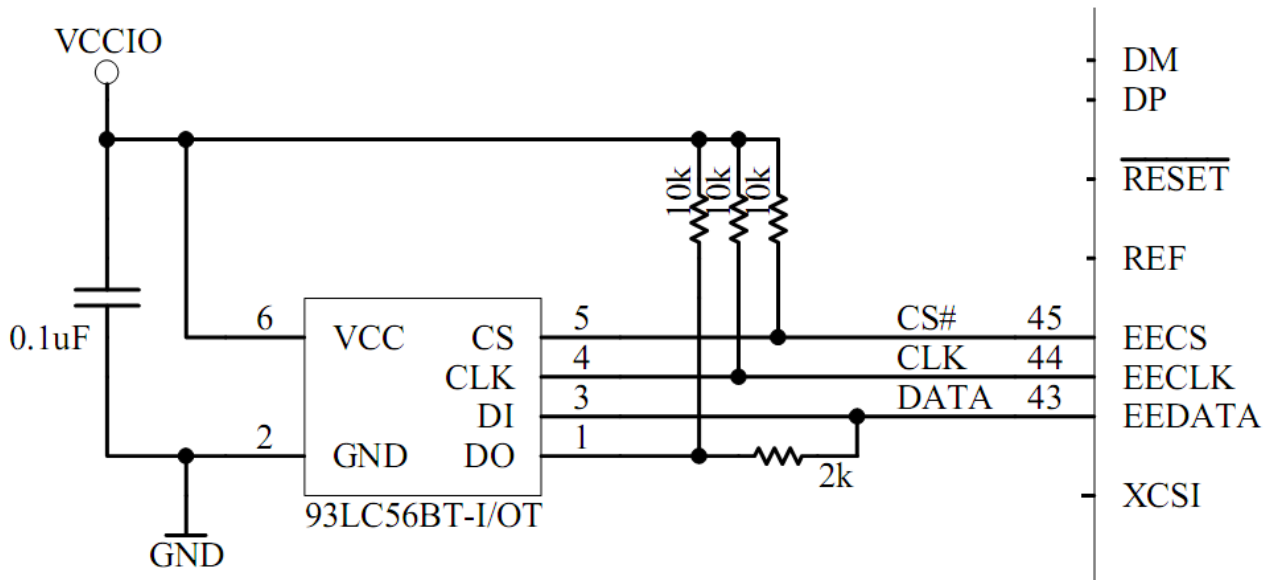 VCCIO
DM
DP
RESET
10k
10k
10k
REF
0.1uF
6
VCC
CS
5
CS#
45
EECS
CLK
4
CLK
44
EECLK
DI
3
DATA
43
EEDATA
2
GND
DO
1
2k
93LC56BT-I/OT
XCSI
GND